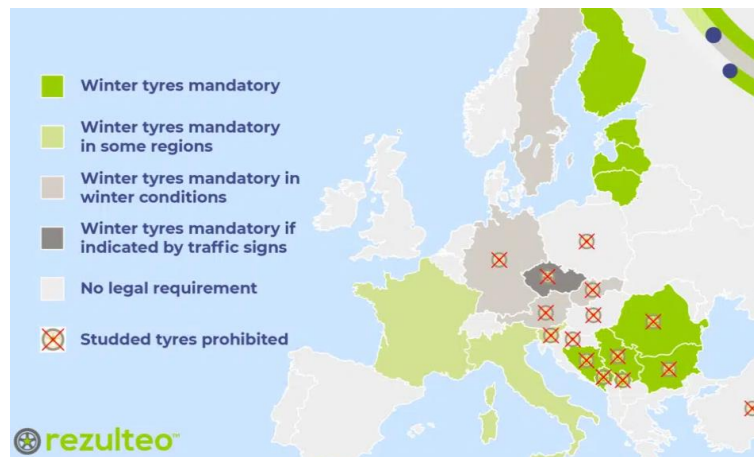 Winter tyres mandatory
Winter tyres mandatory
in some regions
Winter tyres mandatory in
winter conditions
Winter tyres mandatory if
indicated by traffic signs
No legal requirement
Studded tyres prohibited
rezulteo™